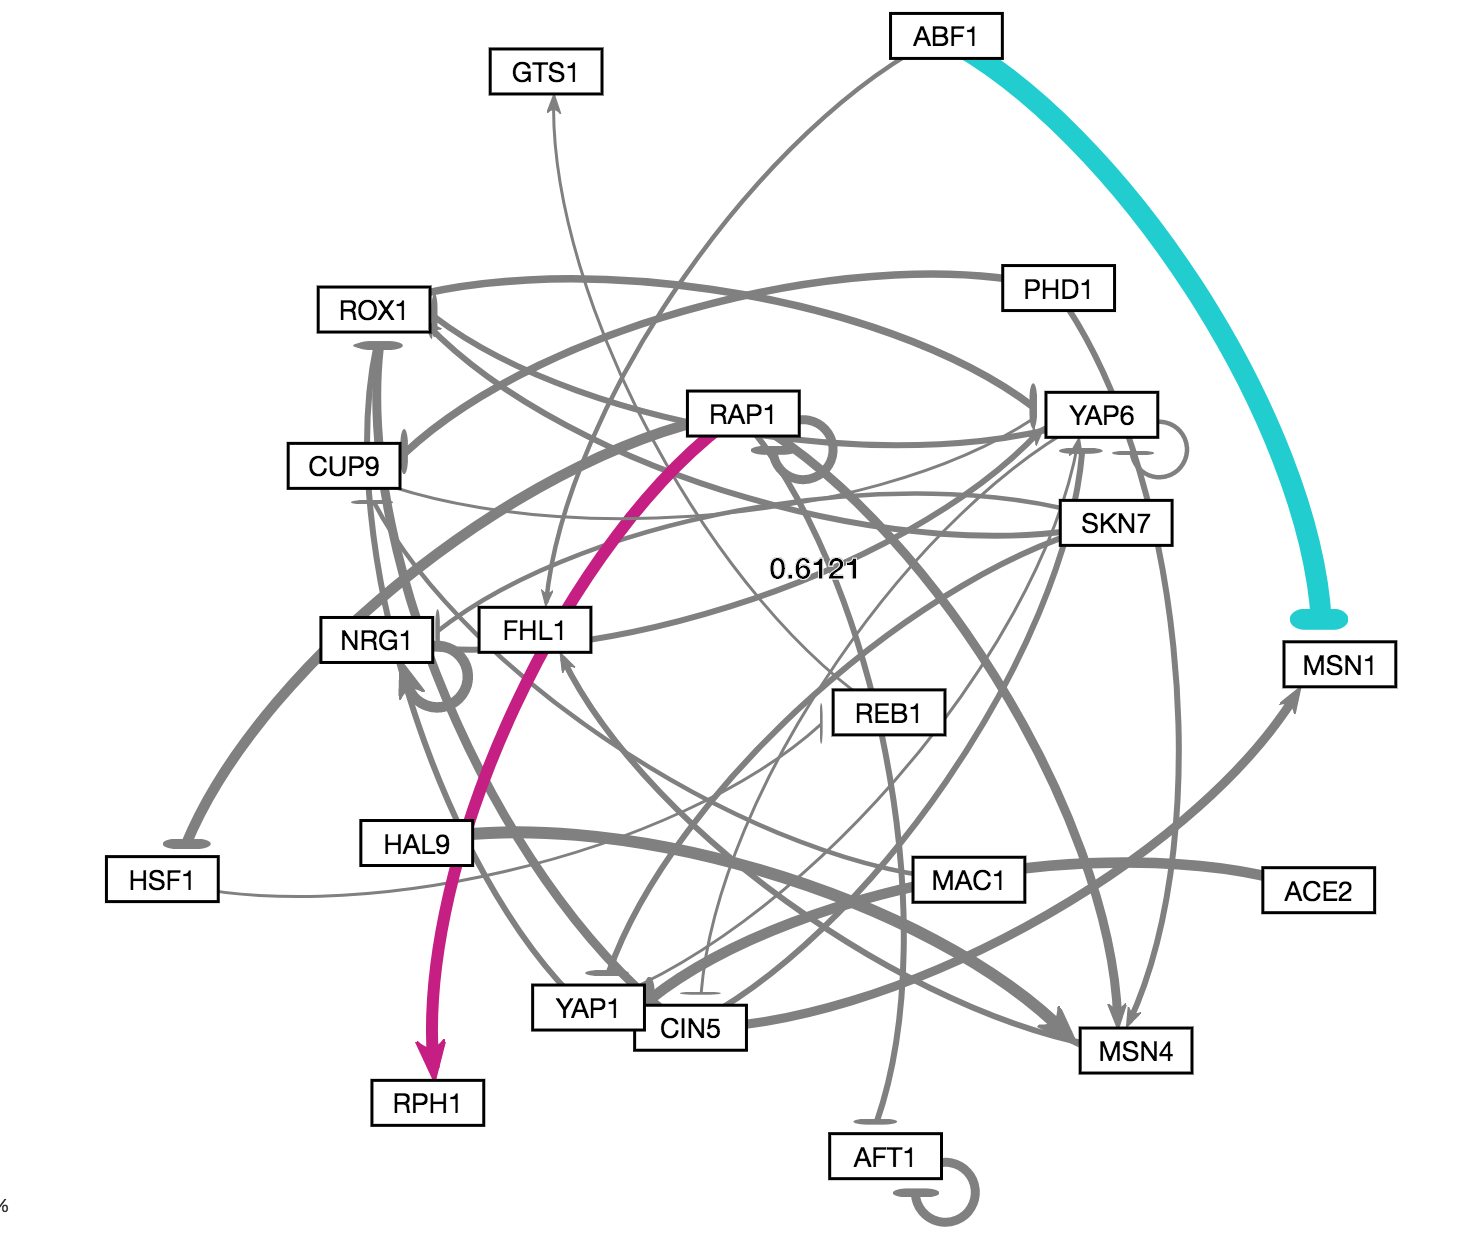 ABF1
GTS1
PHD1
ROX1
RAP1
YAP6
CUP9
SKN7
0.6121
FHL1
NRG1
MSN1
REB1
HAL9
HSF1
MAC1
ACE2
YAP1
CIN5
MSN4
RPH1
AFT1
%